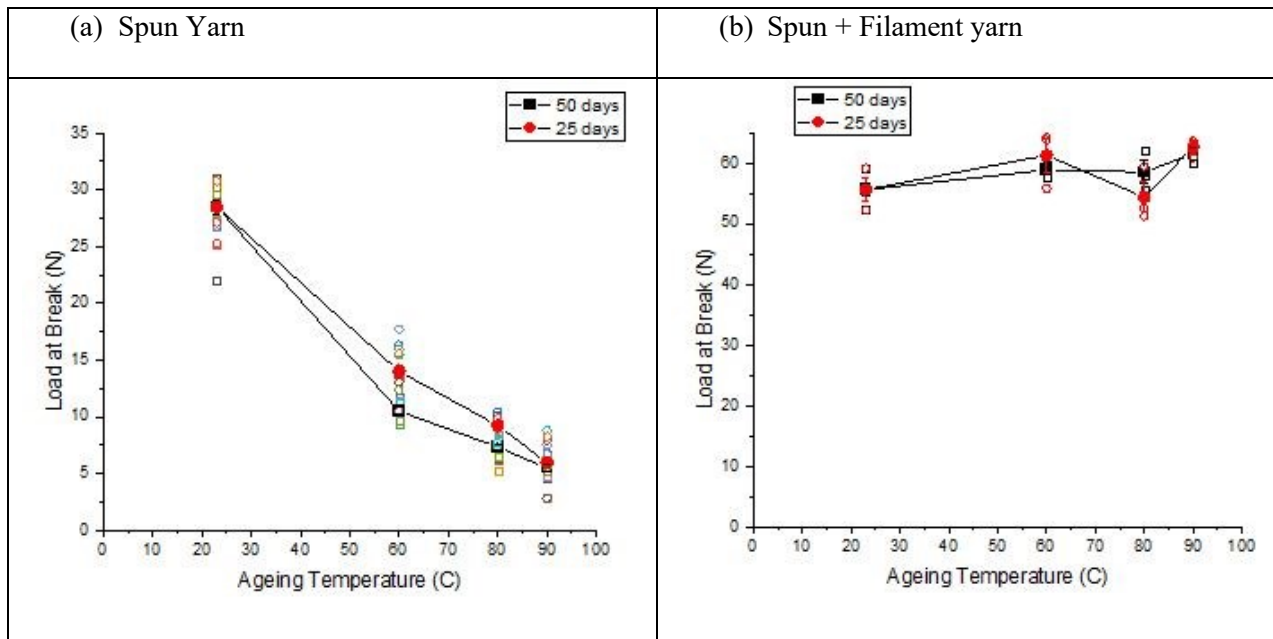 (a) Spun Yarn
(b) Spun + Filament yarn
50 days
25 days
35
30
25
20
15
10
5
0
Load at Break (N)
0 10 20 30 40 50 60 70 80 90 100
Ageing Temperature (C)
50 days
25 days
60
50
40
30
20
10
0
Load at Break (N)
0 10 20 30 40 50 60 70 80 90 100
Ageing Temperature (C)